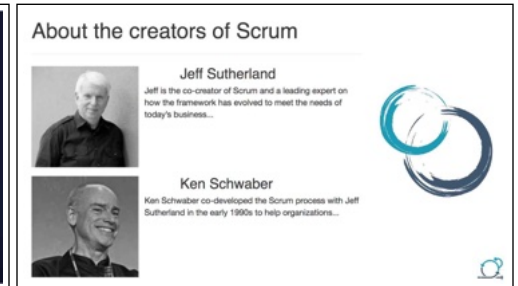 About the creators of Scrum
Jeff Sutherland
Jeff is the co-creator of Scrum and a leading expert on
how the framework has evolved to meet the needs of
today's business...
Ken Schwaber
Ken Schwaber co-developed the Scrum process with Jeff
Sutherland in the early 1990s to help organizations...